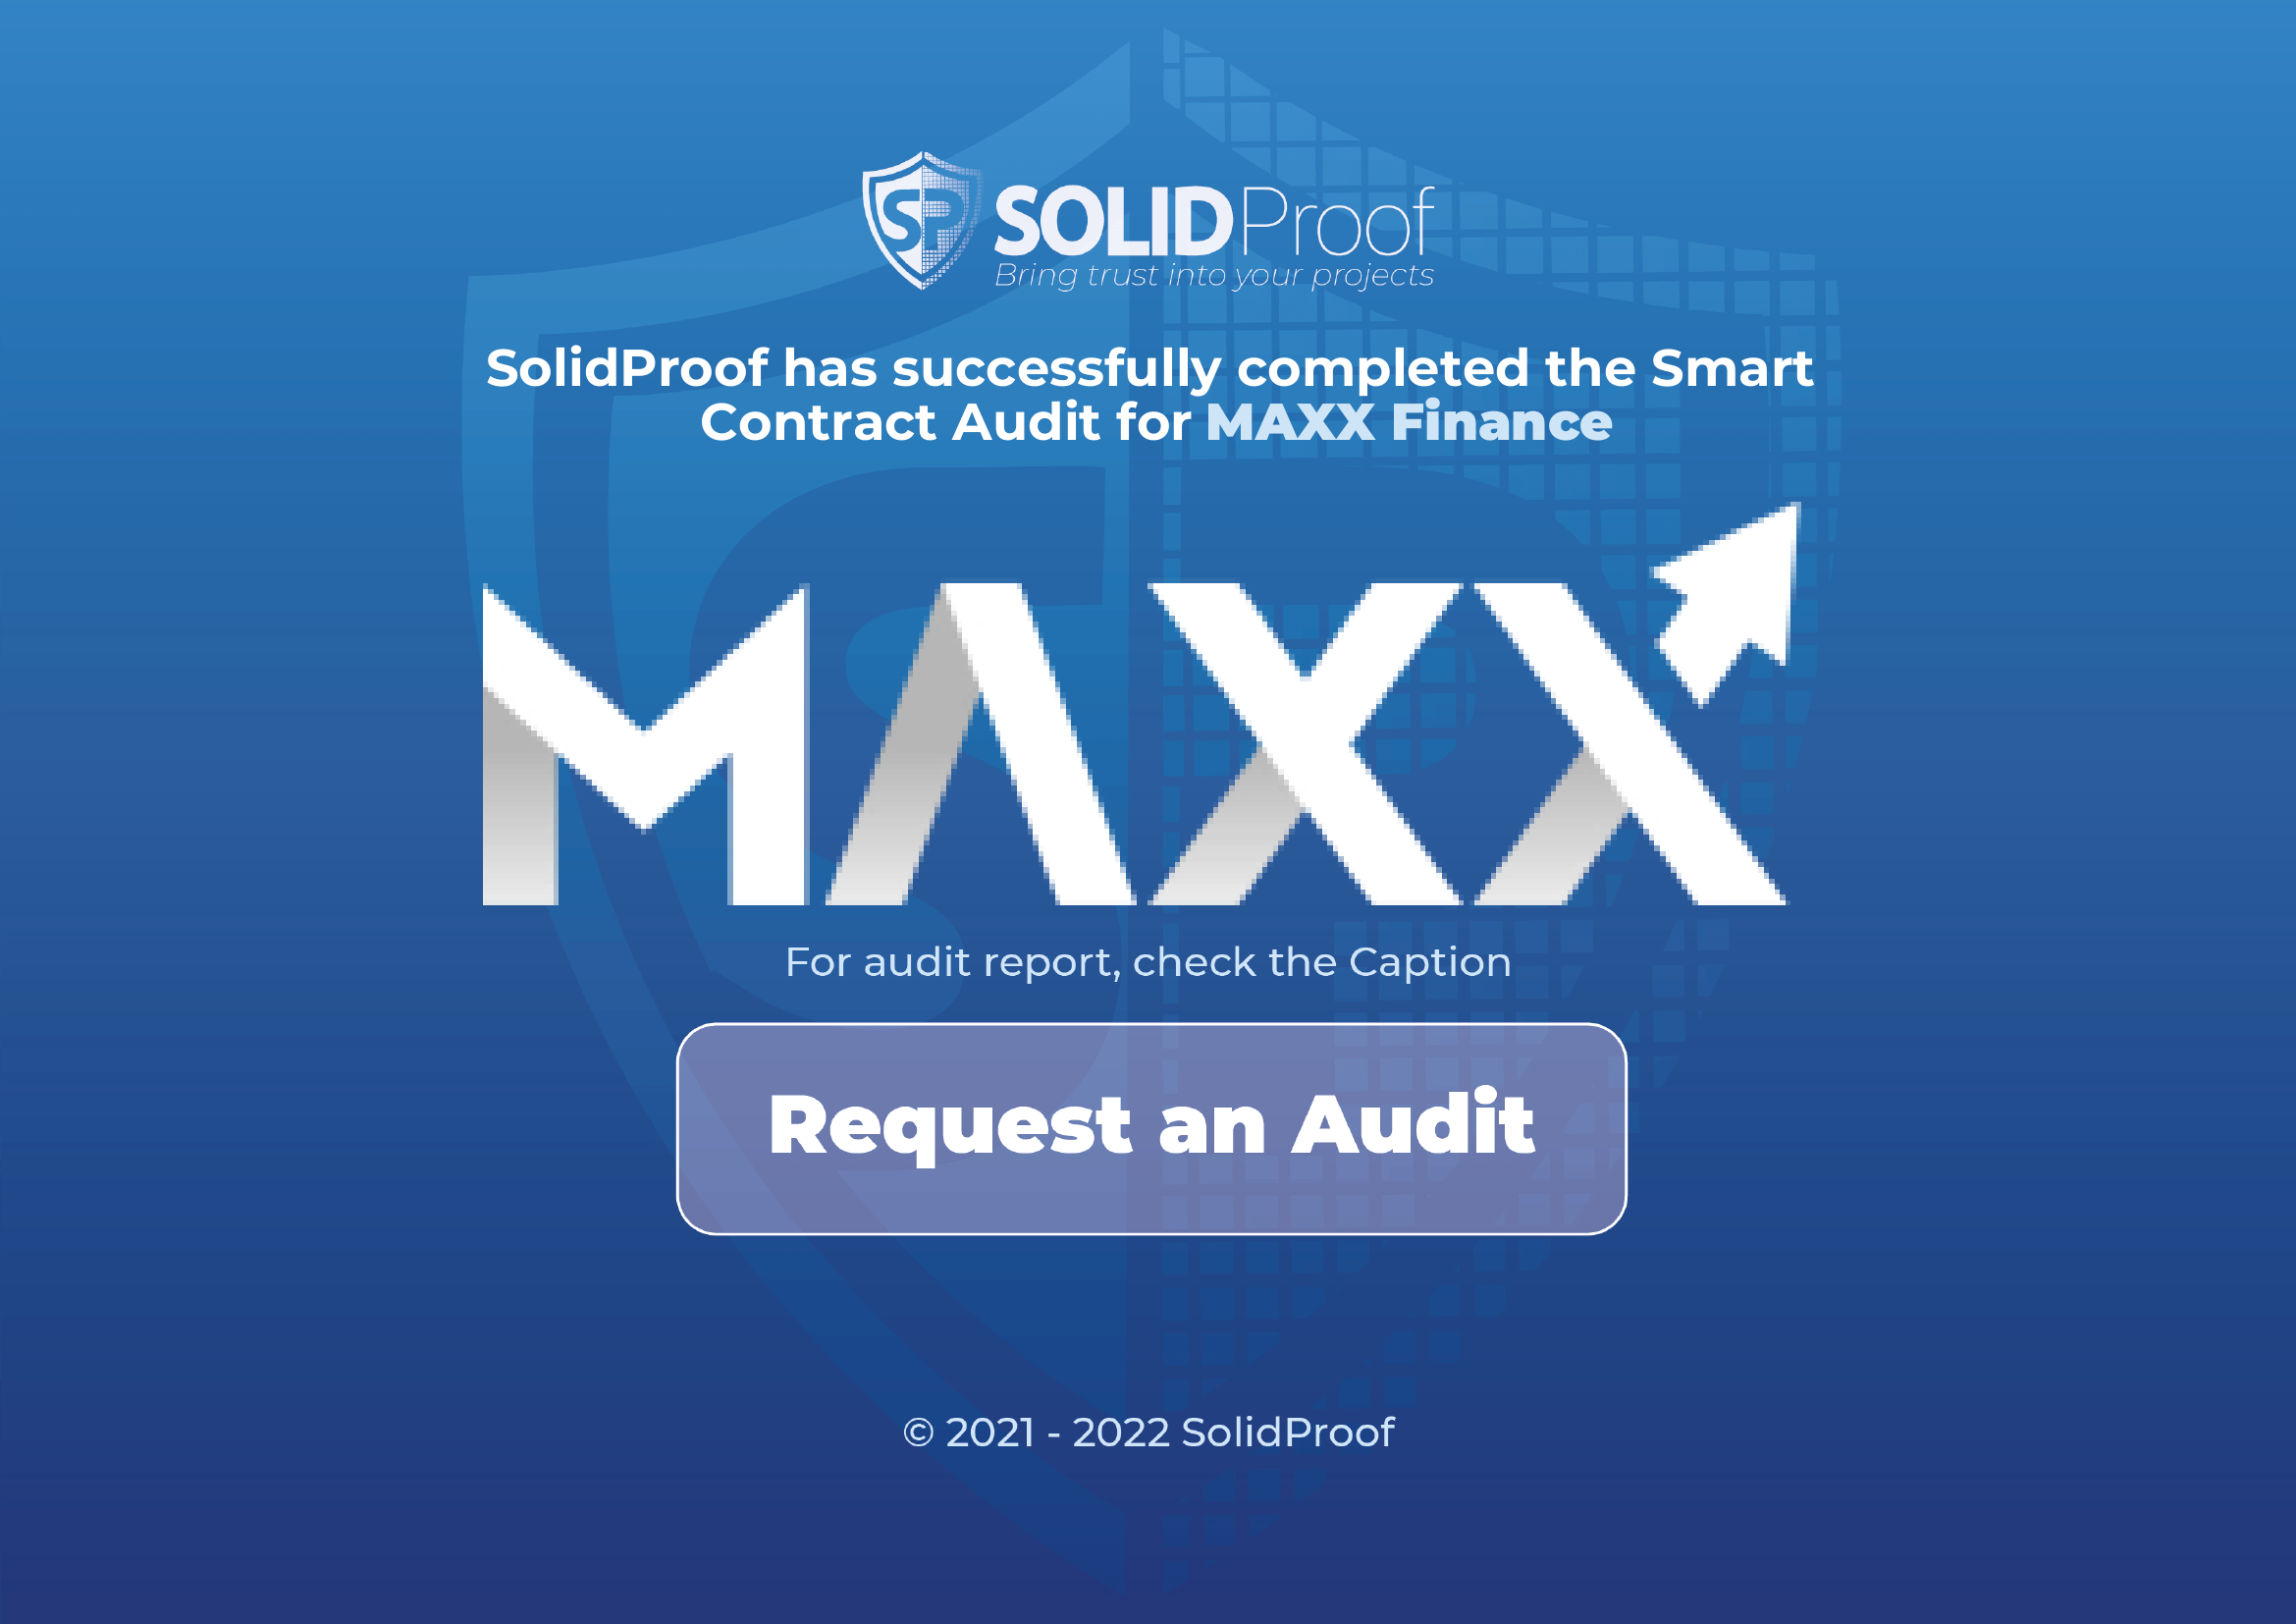 SP SOLIDProof
Bring trust into your projects
SolidProof has successfully completed the Smart
Contract Audit for MAXX Finance
MAXX
For audit report, check the Caption
Request an Audit
© 2021 - 2022 SolidProof